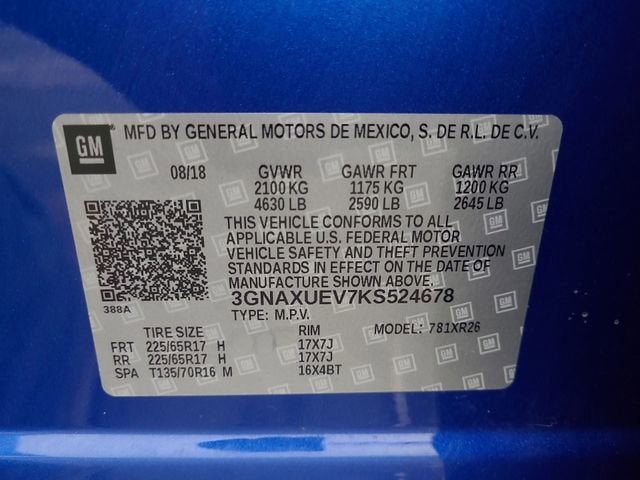 GM MFD BY GENERAL MOTORS DE MEXICO, S. DE R.L. DE C.V.
08/18 GVWR GAWR FRT GAWR RR
2100 KG 1175 KG 1200 KG
4630 LB 2590 LB 2645 LB
THIS VEHICLE CONFORMS TO ALL
APPLICABLE U.S. FEDERAL MOTOR
VEHICLE SAFETY AND THEFT PREVENTION
STANDARDS IN EFFECT ON THE DATE OF
MANUFACTURE SHOWN ABOVE.
388A 3GNAXUEV7KS524678
TYPE: M.P.V. MODEL: 781XR26
TIRE SIZE RIM
FRT 225/65R17 H 17X7J
RR 225/65R17 H 17X7J
SPA T135/70R16 M 16X4BT